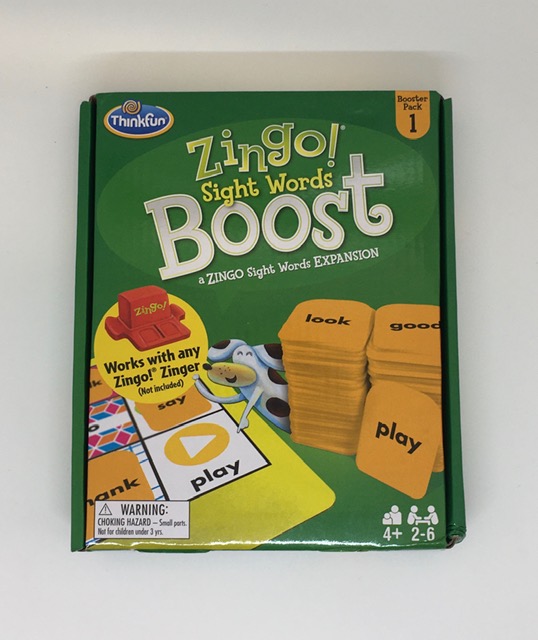 ThinkFun
Booster
Pack
1
Zingo!®
Sight Words
Boost
a ZINGO Sight Words EXPANSION
Zingo!
Works with any
Zingo!® Zinger
(Not included)
look
good
say
play
play
WARNING:
CHOKING HAZARD – Small parts.
Not for children under 3 yrs.
4+ 2-6